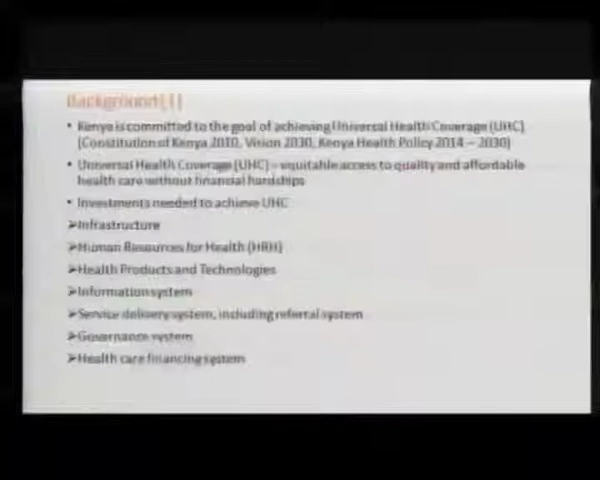 Background(1)
• Kenya is committed to the goal of achieving Universal Health Coverage (UHC)
(Constitution of Kenya 2010, Vision 2030, Kenya Health Policy 2014 – 2030)
• Universal Health Coverage (UHC) – equitable access to quality and affordable
health care without financial hardships
• Investments needed to achieve UHC
➢Infrastructure
➢Human Resources for Health (HRH)
➢Health Products and Technologies
➢Information system
➢Service delivery system, including referral system
➢Governance system
➢Health care financing system